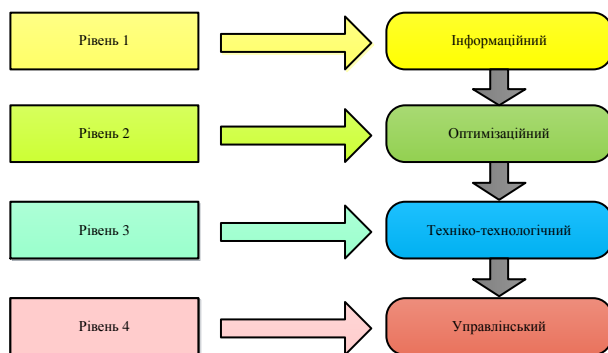 Рівень 1
Інформаційний
Рівень 2
Оптимізаційний
Рівень 3
Техніко-технологічний
Рівень 4
Управлінський